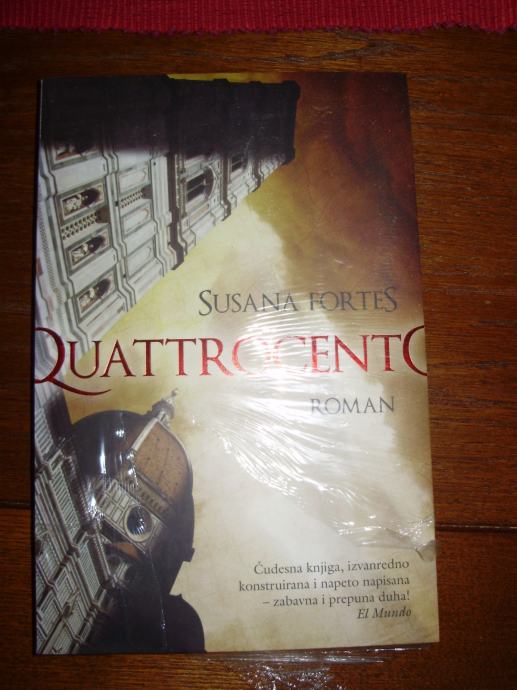 SUSANA FORTES
QUATTROCENTO
ROMAN
Čudesna knjiga, izvanredno
konstruirana i napeto napisana
– zabavna i prepuna duha!
El Mundo